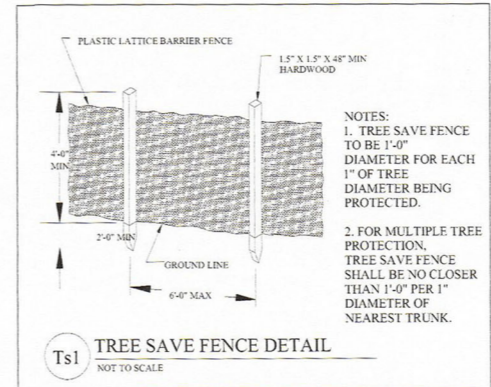 PLASTIC LATTICE BARRIER FENCE
1.5" X 1.5" X 48" MIN
HARDWOOD
4'-0"
MIN
2'-0" MIN
GROUND LINE
6'-0" MAX
NOTES:
1. TREE SAVE FENCE
TO BE 1'-0"
DIAMETER FOR EACH
1" OF TREE
DIAMETER BEING
PROTECTED.
2. FOR MULTIPLE TREE
PROTECTION,
TREE SAVE FENCE
SHALL BE NO CLOSER
THAN 1'-0" PER 1"
DIAMETER OF
NEAREST TRUNK.
Ts1
TREE SAVE FENCE DETAIL
NOT TO SCALE